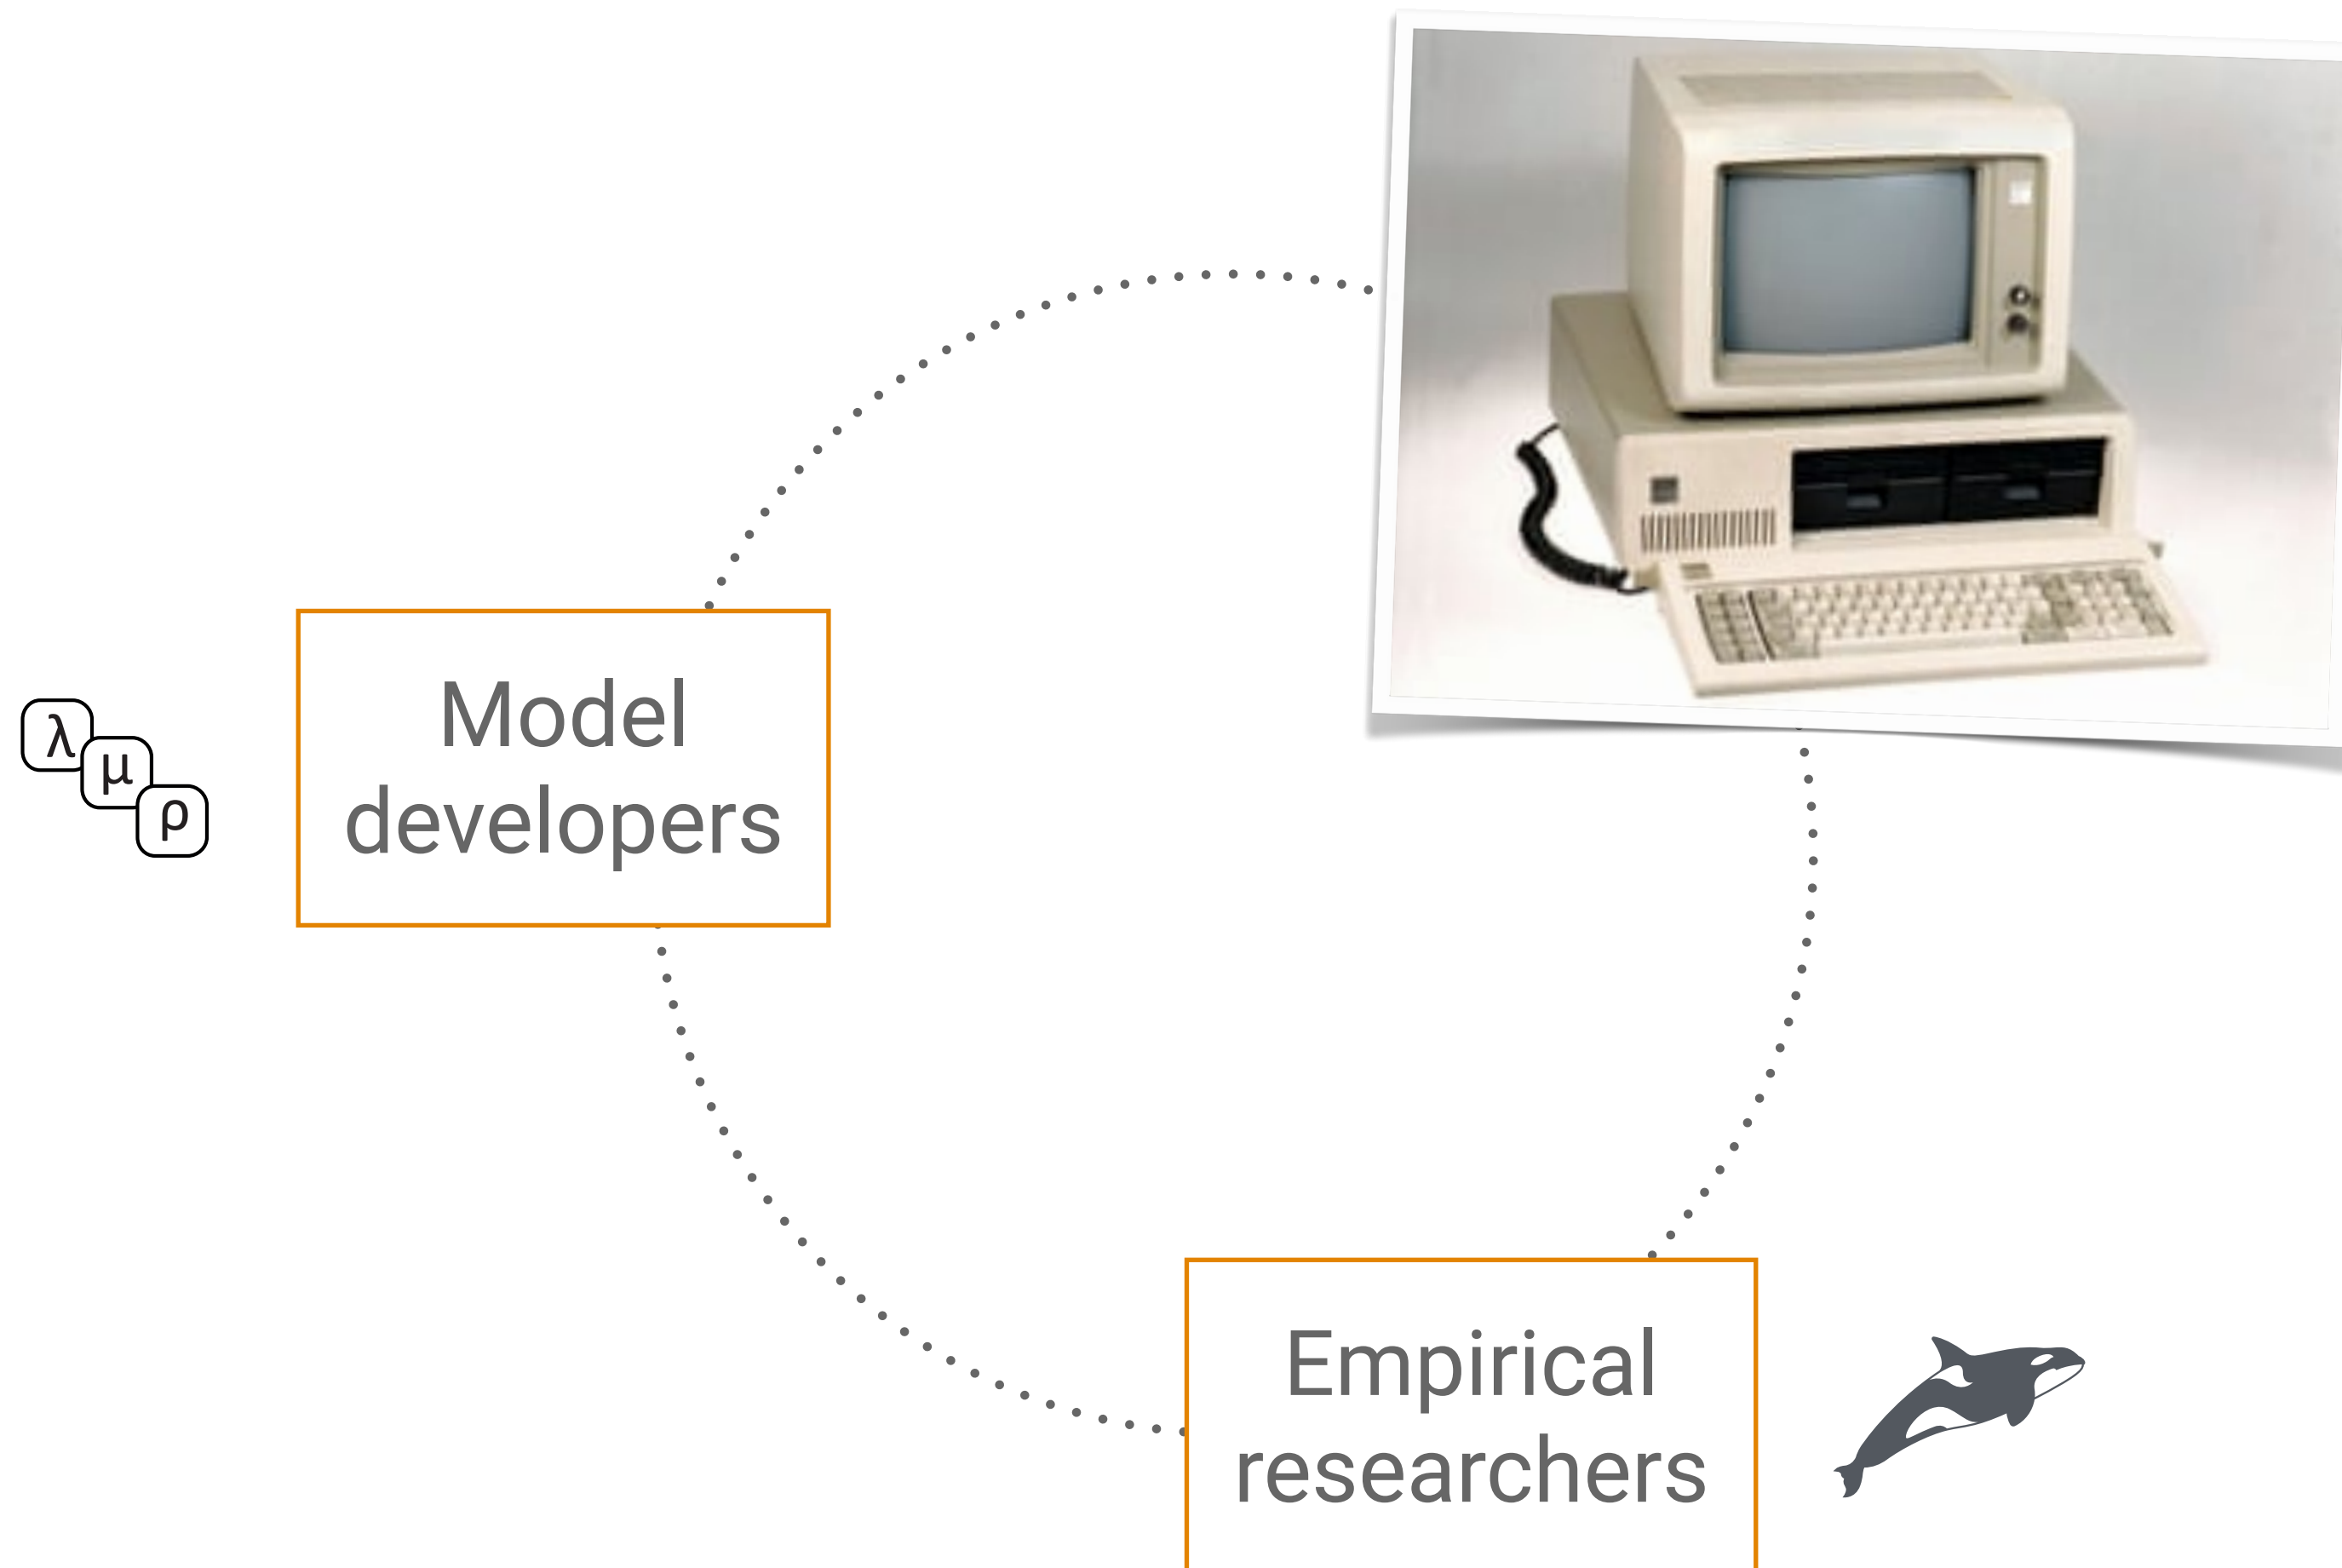 Model
developers
λ
μ
ρ
Empirical
researchers